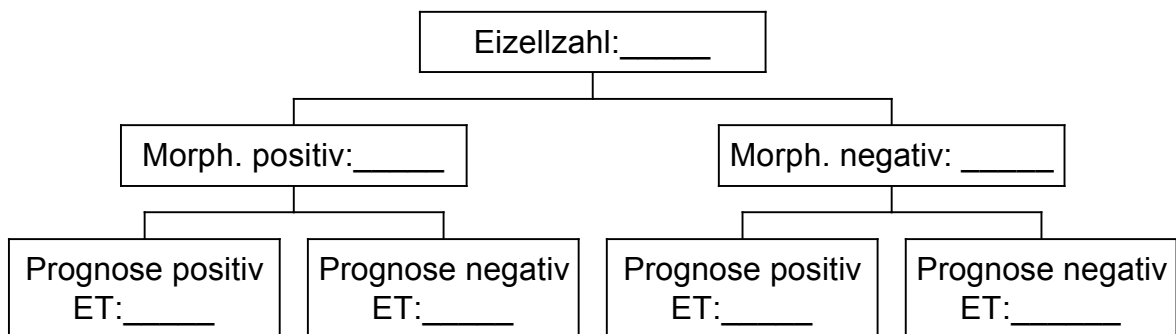 Eizellzahl:_____
Morph. positiv:_____
Morph. negativ: _____
Prognose positiv
ET:_____
Prognose negativ
ET:_____
Prognose positiv
ET:_____
Prognose negativ
ET:______